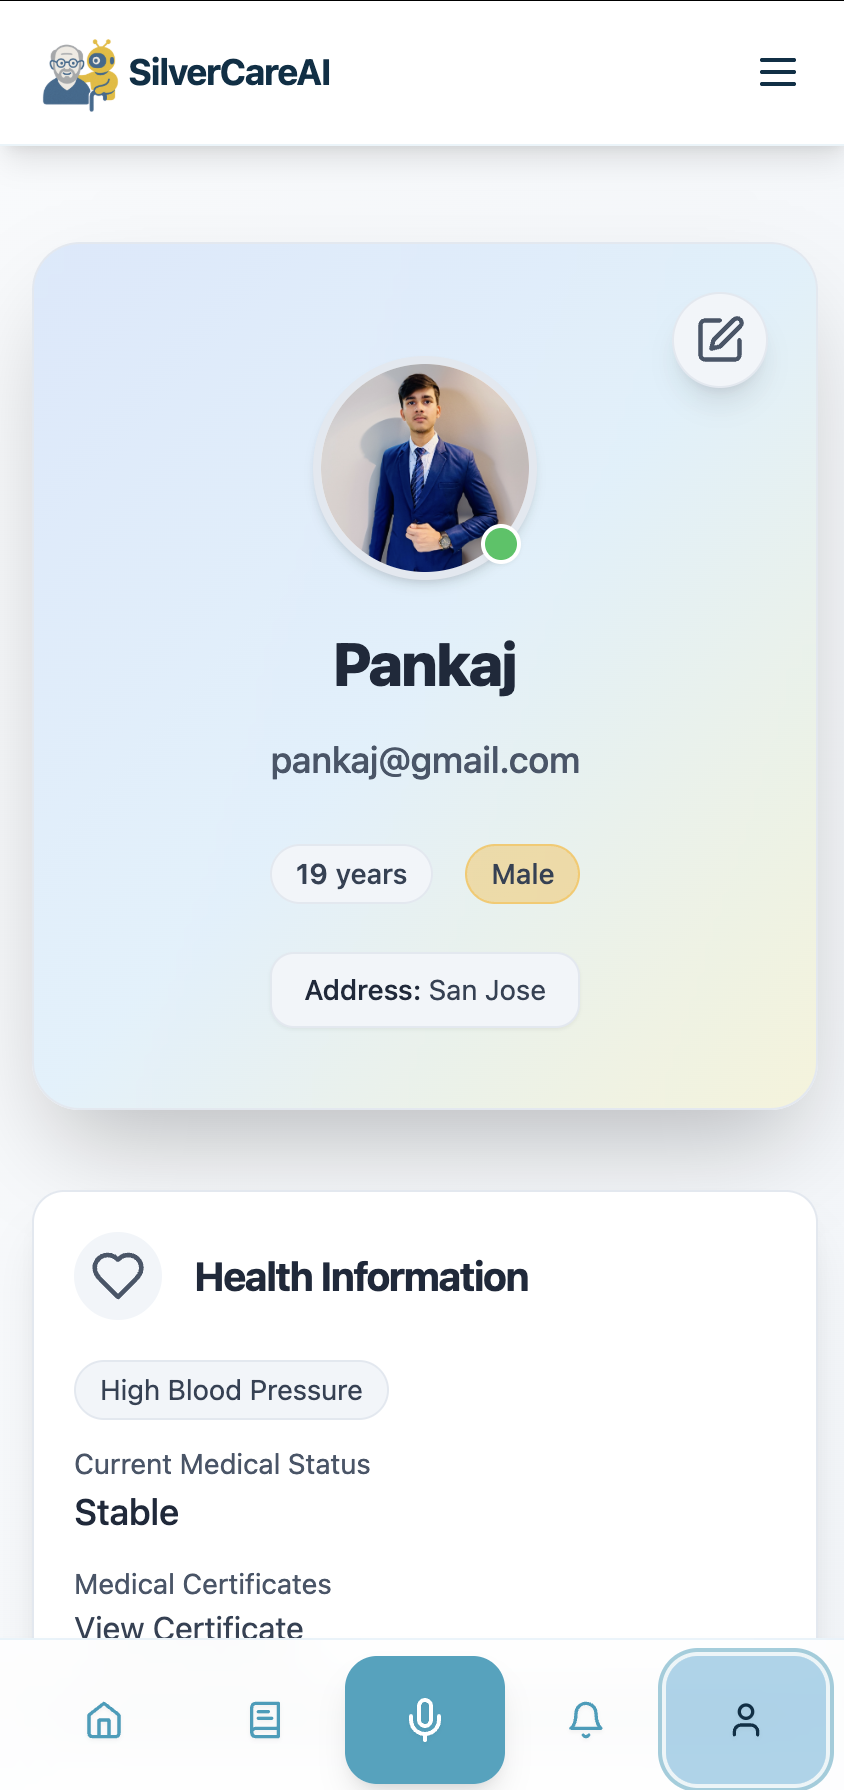 SilverCareAI
Pankaj
pankaj@gmail.com
19 years
Male
Address: San Jose
Health Information
High Blood Pressure
Current Medical Status
Stable
Medical Certificates
View Certificate